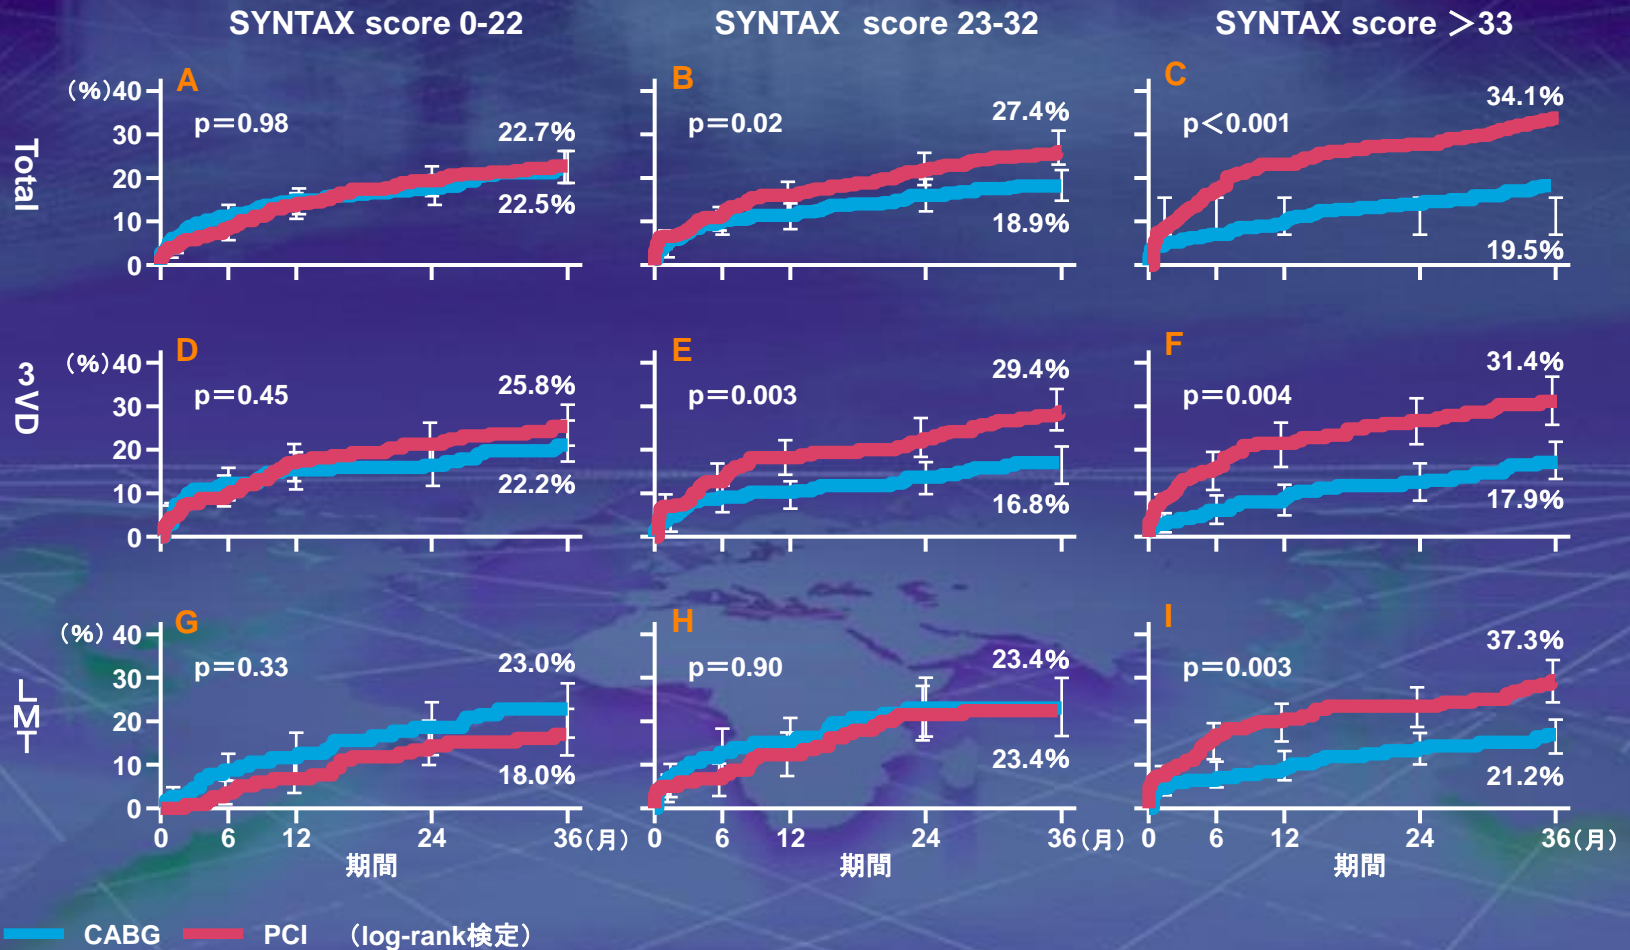 SYNTAX score 0-22
SYNTAX score 23-32
SYNTAX score ＞33
Total
（%）40
30
20
10
0
A
p＝0.98
22.7%
22.5%
B
p＝0.02
27.4%
18.9%
C
p＜0.001
34.1%
19.5%
3VD
（%）40
30
20
10
0
D
p＝0.45
25.8%
22.2%
E
p＝0.003
29.4%
16.8%
F
p＝0.004
31.4%
17.9%
LMT
（%）40
30
20
10
0
G
p＝0.33
23.0%
18.0%
H
p＝0.90
23.4%
23.4%
I
p＝0.003
37.3%
21.2%
0 6 12 24 36（月）
期間
0 6 12 24 36（月）
期間
0 6 12 24 36（月）
期間
CABG PCI （log-rank検定）